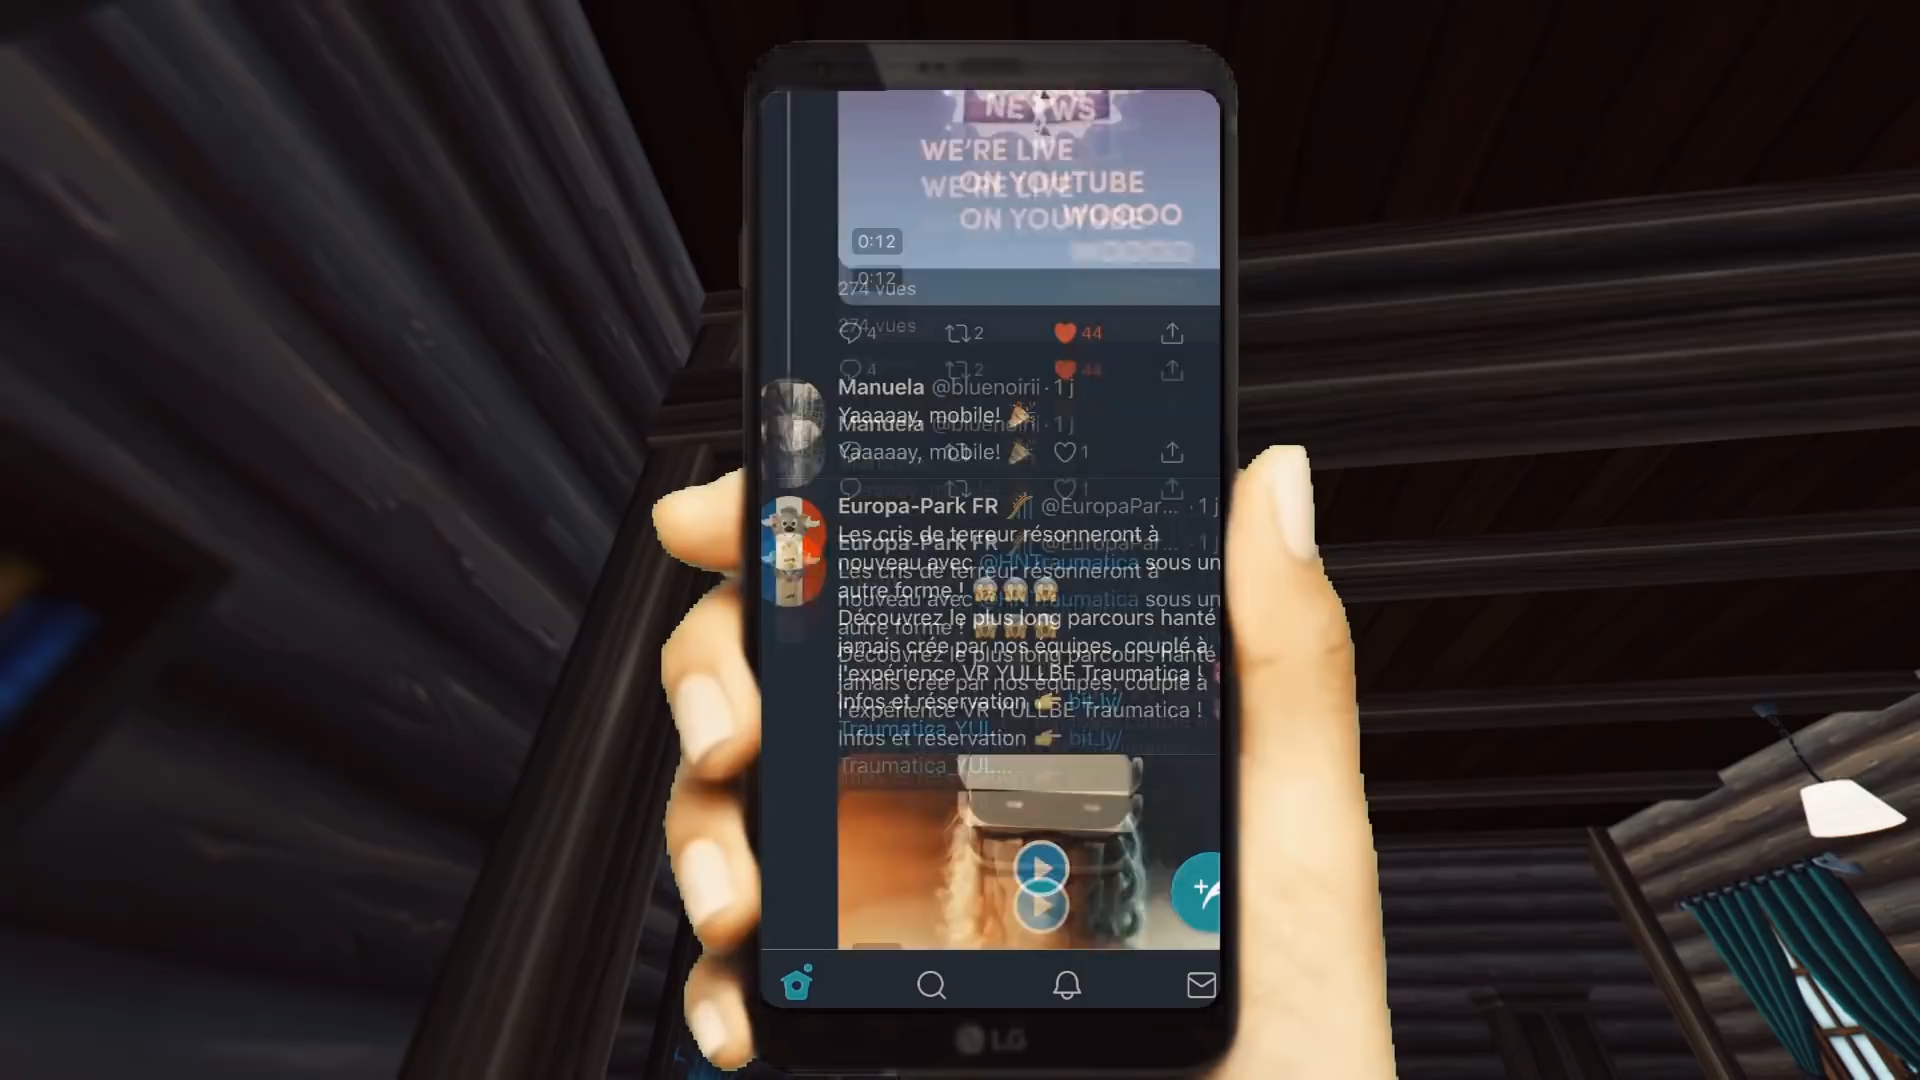 NEWS
WE'RE LIVE
ON YOUTUBE
WOOOO
0:12
274 vues
4 2 44
Manuela @bluenoirii · 1 j
Yaaaaay, mobile! 🎉
1
Europa-Park FR @EuropaPar... · 1 j
Les cris de terreur résonneront à
nouveau avec @HNTraumatica sous un
autre forme ! 😱😱😱
Découvrez le plus long parcours hanté
jamais crée par nos équipes, couplé à
l'expérience VR YULLBE Traumatica !
Infos et réservation 👉 bit.ly/
Traumatica_YUL...
LG